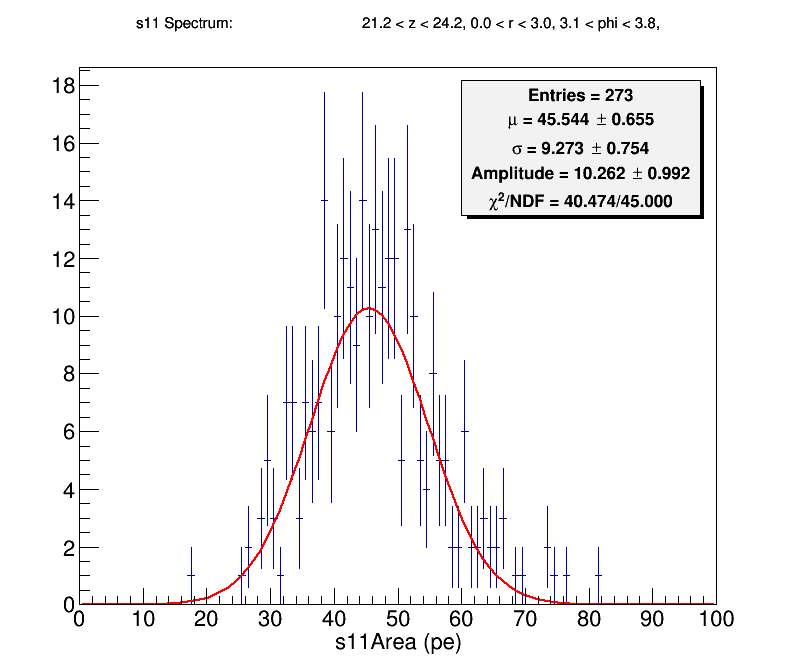 s11 Spectrum: 21.2 < z < 24.2, 0.0 < r < 3.0, 3.1 < phi < 3.8,
Entries = 273
μ = 45.544 ± 0.655
σ = 9.273 ± 0.754
Amplitude = 10.262 ± 0.992
χ²/NDF = 40.474/45.000
18
16
14
12
10
8
6
4
2
0
0 10 20 30 40 50 60 70 80 90 100
s11Area (pe)